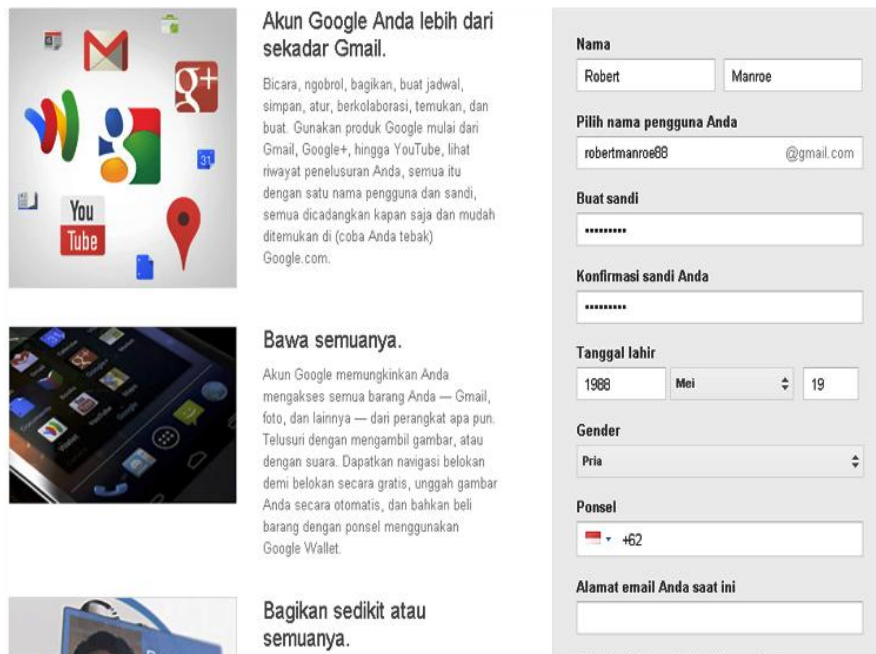 Akun Google Anda lebih dari
sekadar Gmail.
Bicara, ngobrol, bagikan, buat jadwal,
simpan, atur, berkolaborasi, temukan, dan
buat. Gunakan produk Google mulai dari
Gmail, Google+, hingga YouTube, lihat
riwayat penelusuran Anda, semua itu
dengan satu nama pengguna dan sandi,
semua dicadangkan kapan saja dan mudah
ditemukan di (coba Anda tebak)
Google.com.
g+
31
You
Tube
Bawa semuanya.
Akun Google memungkinkan Anda
mengakses semua barang Anda — Gmail,
foto, dan lainnya — dari perangkat apa pun.
Telusuri dengan mengambil gambar, atau
dengan suara. Dapatkan navigasi belokan
demi belokan secara gratis, unggah gambar
Anda secara otomatis, dan bahkan beli
barang dengan ponsel menggunakan
Google Wallet.
Bagikan sedikit atau
semuanya.
Nama
Robert Manroe
Pilih nama pengguna Anda
robertmanroe88 @gmail.com
Buat sandi
•••••••••
Konfirmasi sandi Anda
•••••••••
Tanggal lahir
1988 Mei 19
Gender
Pria
Ponsel
+62
Alamat email Anda saat ini